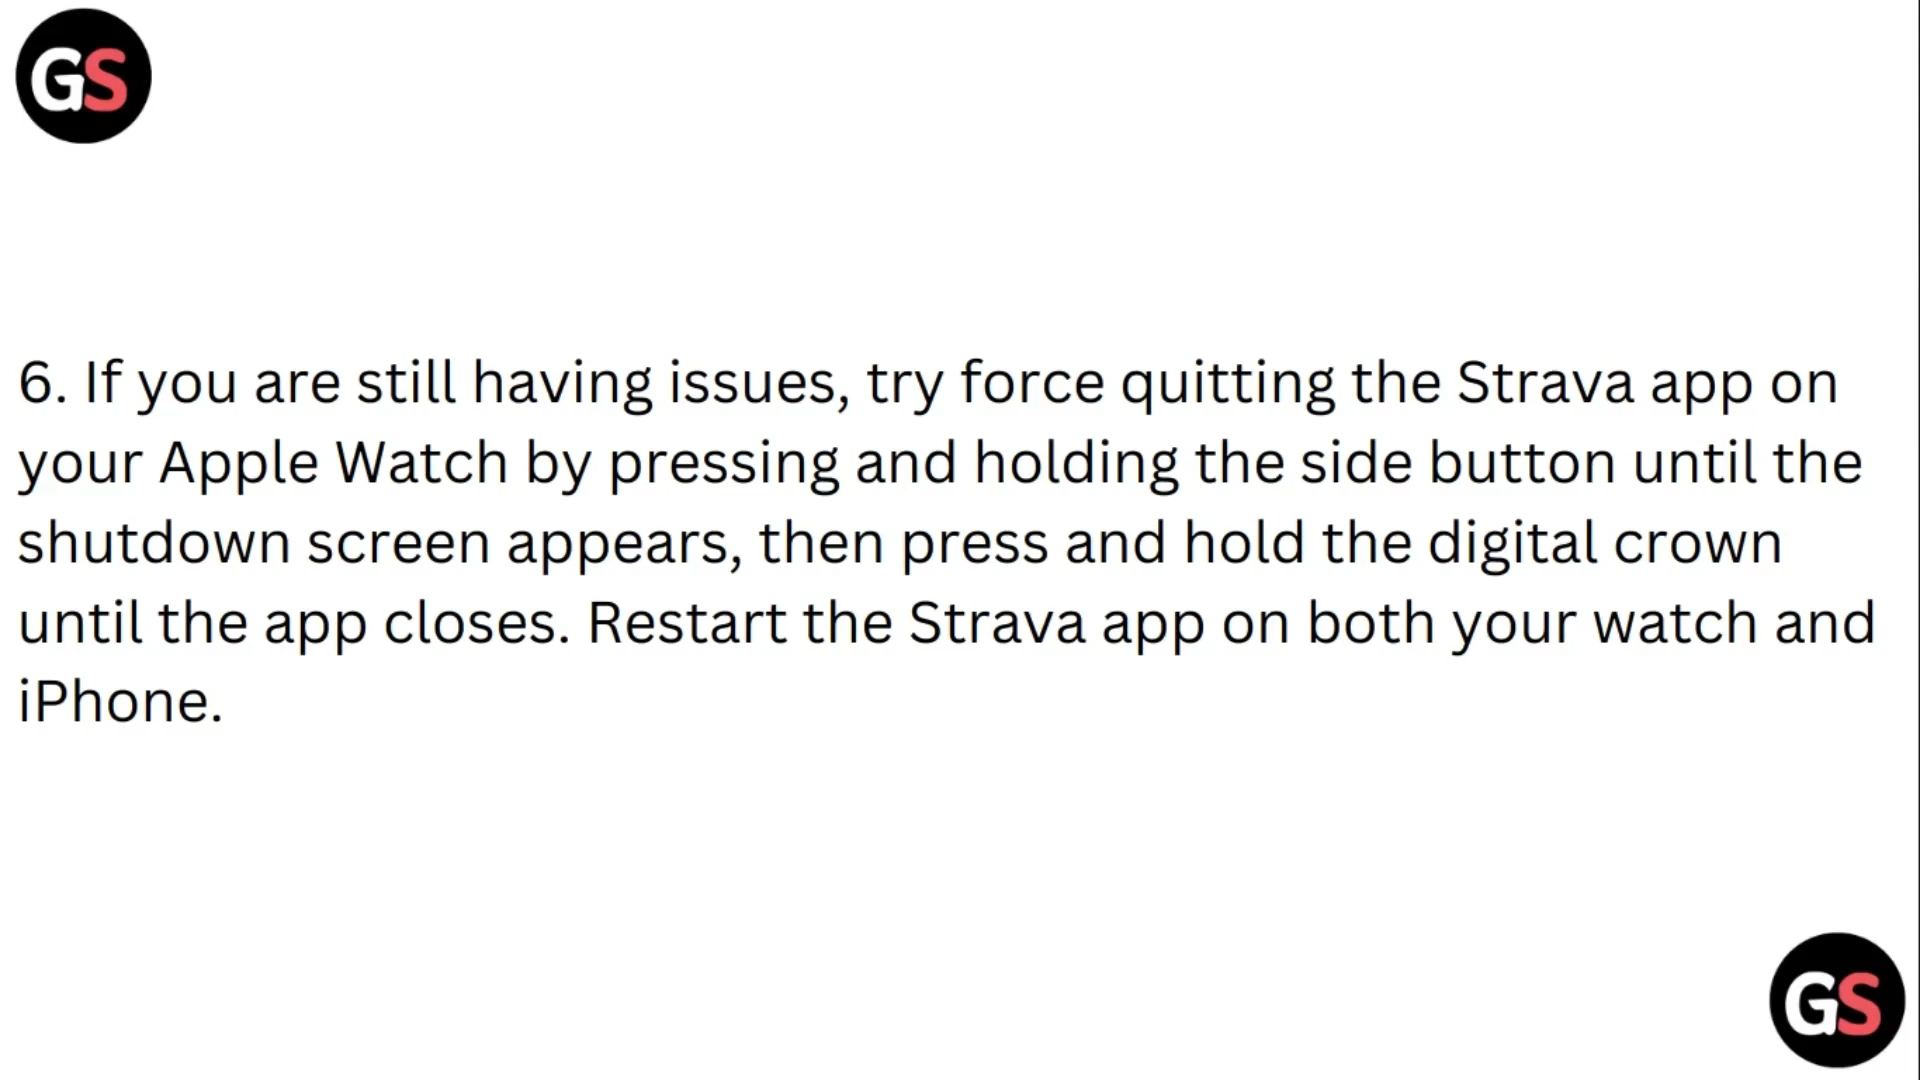 GS
6. If you are still having issues, try force quitting the Strava app on
your Apple Watch by pressing and holding the side button until the
shutdown screen appears, then press and hold the digital crown
until the app closes. Restart the Strava app on both your watch and
iPhone.
GS